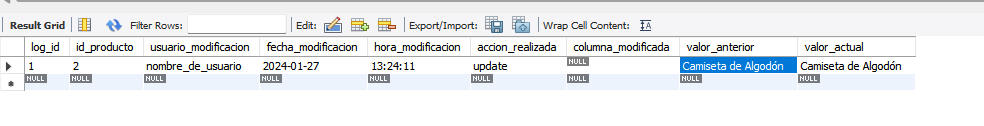 Result Grid Filter Rows: Edit: Export/Import: Wrap Cell Content: IA
log_id id_producto usuario_modificacion fecha_modificacion hora_modificacion accion_realizada columna_modificada valor_anterior valor_actual
1 2 nombre_de_usuario 2024-01-27 13:24:11 update NULL Camiseta de Algodón Camiseta de Algodón
NULL NULL NULL NULL NULL NULL NULL NULL NULL